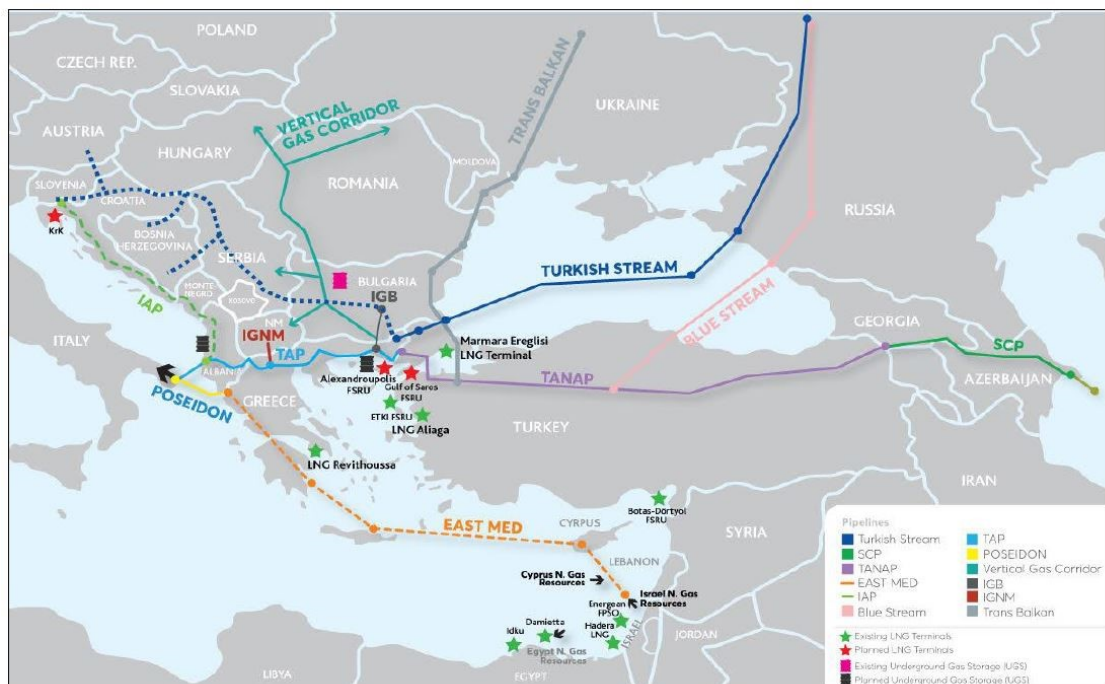 POLAND
CZECH REP.
SLOVAKIA
UKRAINE
AUSTRIA
VERTICAL
GAS CORRIDOR
TRANS BALKAN
HUNGARY
MOLDOVA
SLOVENIA
CROATIA
ROMANIA
RUSSIA
KrK
BOSNIA
HERZEGOVINA
SERBIA
TURKISH STREAM
BULGARIA
MONTE-
NEGRO
KOSOVO
IGB
BLUE STREAM
IAP
NM
IGNM
ITALY
GEORGIA
SCP
Marmara Ereglisi
LNG Terminal
TAP
ALBANIA
TANAP
AZERBAIJAN
Alexandroupolis
FSRU
Gulf of Saros
FSRU
POSEIDON
GREECE
ETKI FSRU
LNG Aliaga
TURKEY
LNG Revithoussa
IRAN
Botas-Dörtyol
FSRU
EAST MED
CYRPUS
SYRIA
LEBANON
Cyprus N. Gas
Resources
Israel N. Gas
Resources
Energean
FPSO
Damietta
Hadera
LNG
Idku
ISRAEL
Egypt N. Gas
Resources
JORDAN
LIBYA
EGYPT
Pipelines
Turkish Stream
TAP
SCP
POSEIDON
TANAP
Vertical Gas Corridor
EAST MED
IGB
IAP
IGNM
Blue Stream
Trans Balkan
Existing LNG Terminals
Planned LNG Terminals
Existing Underground Gas Storage (UGS)
Planned Underground Gas Storage (UGS)